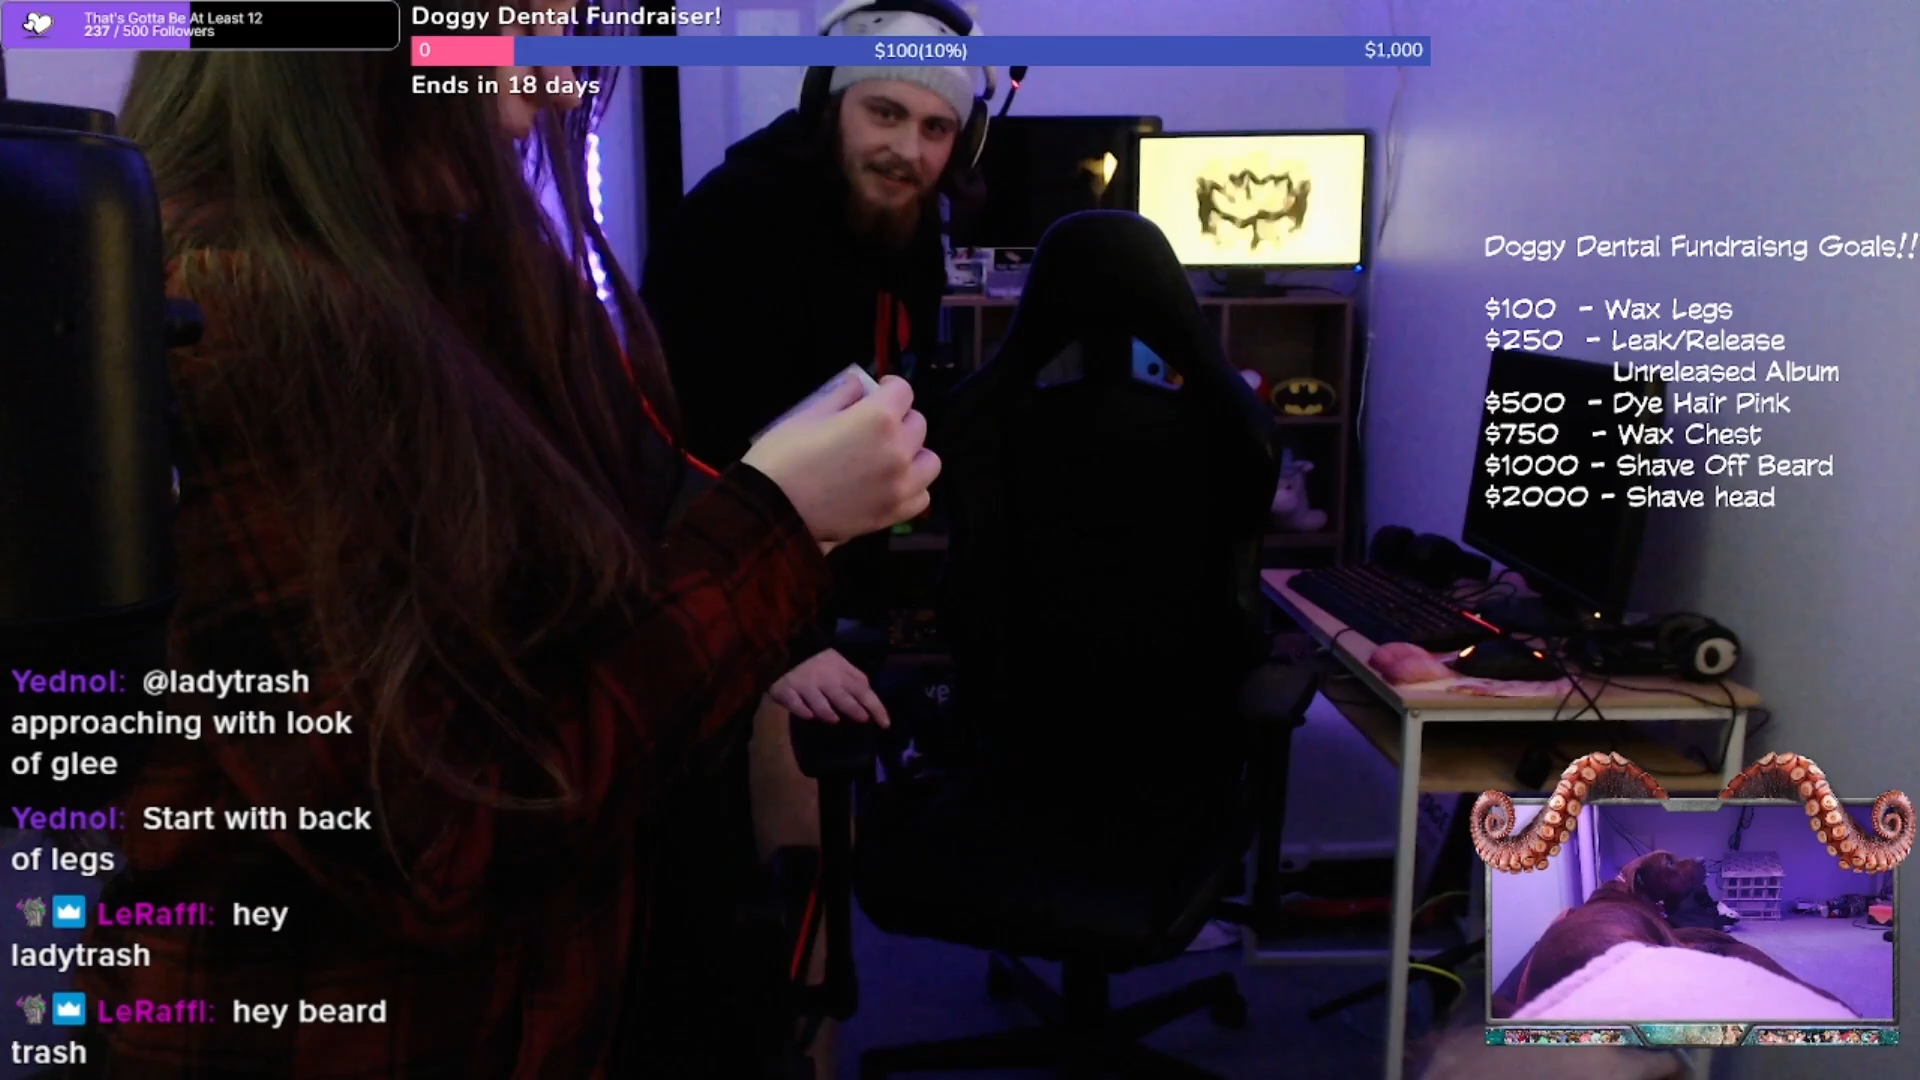 That's Gotta Be At Least 12
237 / 500 Followers
Doggy Dental Fundraiser!
0 $100(10%) $1,000
Ends in 18 days
Doggy Dental Fundraisng Goals!!
$100 - Wax Legs
$250 - Leak/Release
Unreleased Album
$500 - Dye Hair Pink
$750 - Wax Chest
$1000 - Shave Off Beard
$2000 - Shave head
Yednol: @ladytrash
approaching with look
of glee
Yednol: Start with back
of legs
LeRaffl: hey
ladytrash
LeRaffl: hey beard
trash